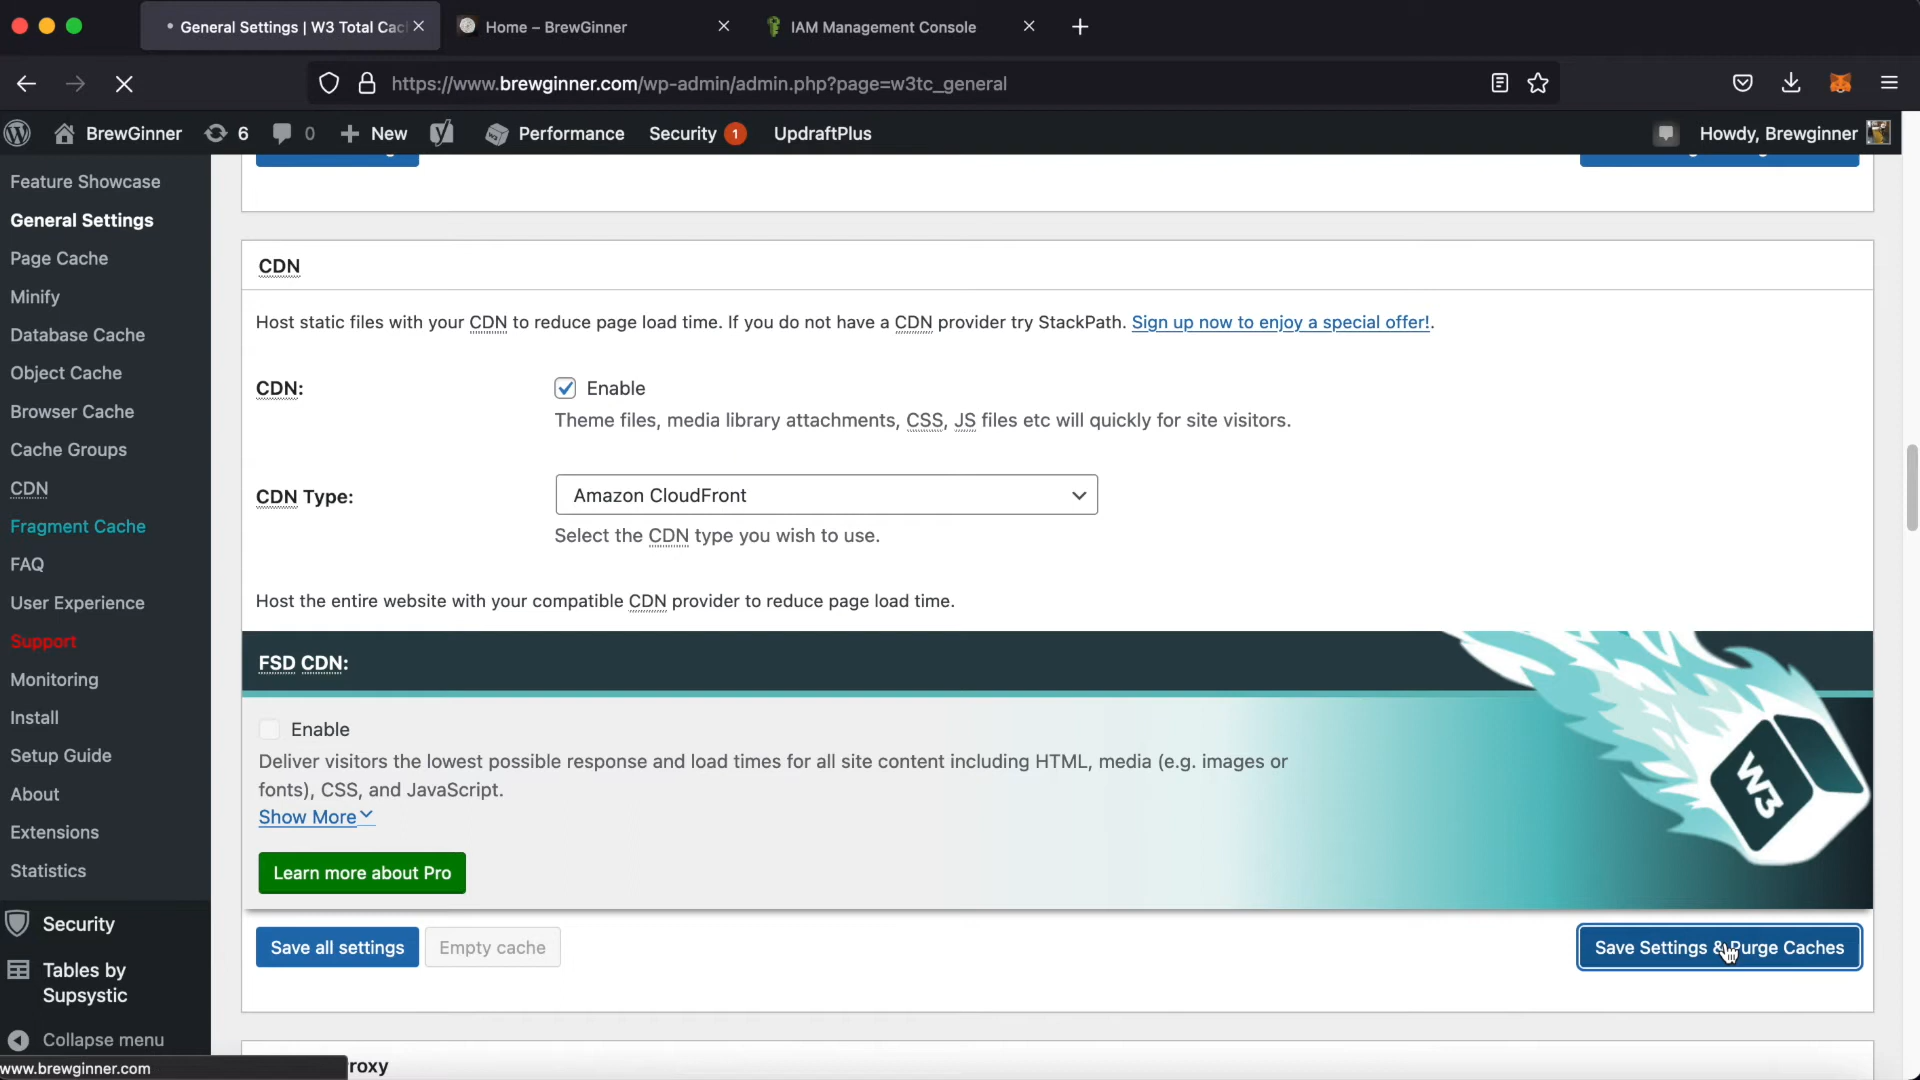 General Settings | W3 Total Cac
Home – BrewGinner
IAM Management Console
https://www.brewginner.com/wp-admin/admin.php?page=w3tc_general
BrewGinner
6
0
New
Performance
Security 1
UpdraftPlus
Howdy, Brewginner
Feature Showcase
General Settings
Page Cache
Minify
Database Cache
Object Cache
Browser Cache
Cache Groups
CDN
Fragment Cache
FAQ
User Experience
Support
Monitoring
Install
Setup Guide
About
Extensions
Statistics
Security
Tables by
Supsystic
Collapse menu
www.brewginner.com
CDN
Host static files with your CDN to reduce page load time. If you do not have a CDN provider try StackPath. Sign up now to enjoy a special offer!.
CDN:
Enable
Theme files, media library attachments, CSS, JS files etc will quickly for site visitors.
CDN Type:
Amazon CloudFront
Select the CDN type you wish to use.
Host the entire website with your compatible CDN provider to reduce page load time.
FSD CDN:
Enable
Deliver visitors the lowest possible response and load times for all site content including HTML, media (e.g. images or
fonts), CSS, and JavaScript.
Show More
Learn more about Pro
W3
Save all settings
Empty cache
Save Settings & Purge Caches
roxy